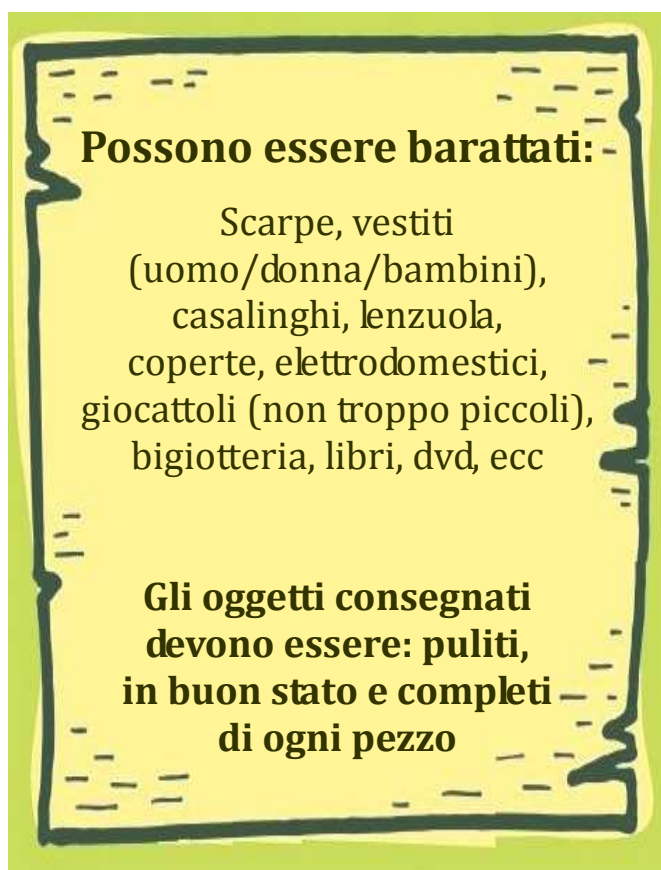 Possono essere barattati:
Scarpe, vestiti
(uomo/donna/bambini),
casalinghi, lenzuola,
coperte, elettrodomestici,
giocattoli (non troppo piccoli),
bigiotteria, libri, dvd, ecc
Gli oggetti consegnati
devono essere: puliti,
in buon stato e completi
di ogni pezzo